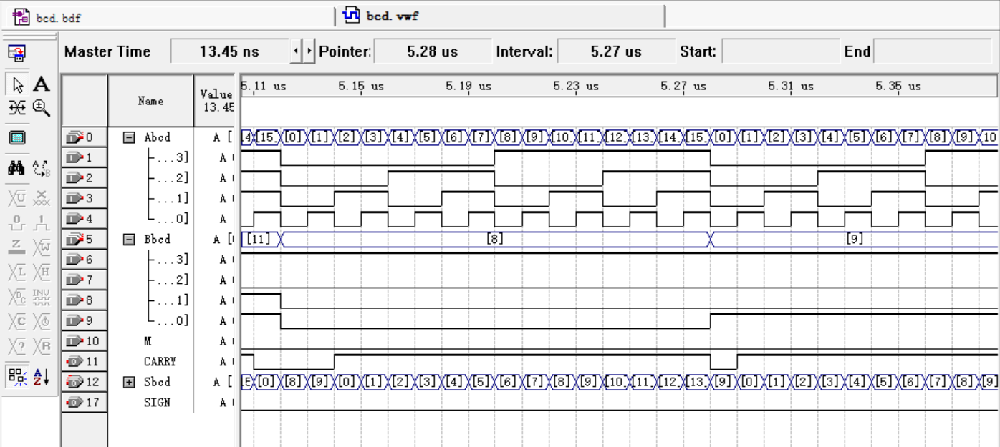 bcd. bdf
bcd. vwf
Master Time 13.45 ns Pointer: 5.28 us Interval: 5.27 us Start: End
Name Value 13.45 5.11 us 5.15 us 5.19 us 5.23 us 5.27 us 5.31 us 5.35 us
0 Abcd A [ 4] [15. [0] [1] [2] [3] [4] [5] [6] [7] [8] [9] [10. [11. [12. [13. [14. [15. [0] [1] [2] [3] [4] [5] [6] [7] [8] [9] [10
1 ...3] A
2 ...2] A
3 ...1] A
4 ...0] A
5 Bbcd A [ [11] [8] [9]
6 ...3] A
7 ...2] A
8 ...1] A
9 ...0] A
10 M A
11 CARRY A
12 Sbcd A [ [0] [8] [9] [0] [1] [2] [3] [4] [5] [6] [7] [8] [9] [10. [11. [12. [13. [9] [0] [1] [2] [3] [4] [5] [6] [7] [8] [9]
17 SIGN A